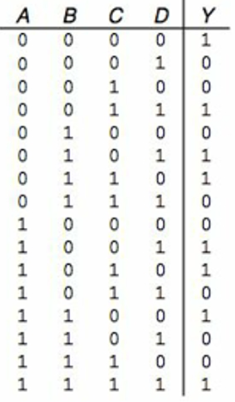 A B C D Y
0 0 0 0 1
0 0 0 1 0
0 0 1 0 0
0 0 1 1 1
0 1 0 0 0
0 1 0 1 1
0 1 1 0 1
0 1 1 1 0
1 0 0 0 0
1 0 0 1 1
1 0 1 0 1
1 0 1 1 0
1 1 0 0 1
1 1 0 1 0
1 1 1 0 0
1 1 1 1 1